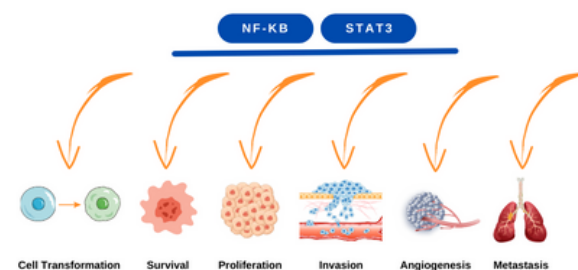 NF-KB STAT3
Cell Transformation Survival Proliferation Invasion Angiogenesis Metastasis